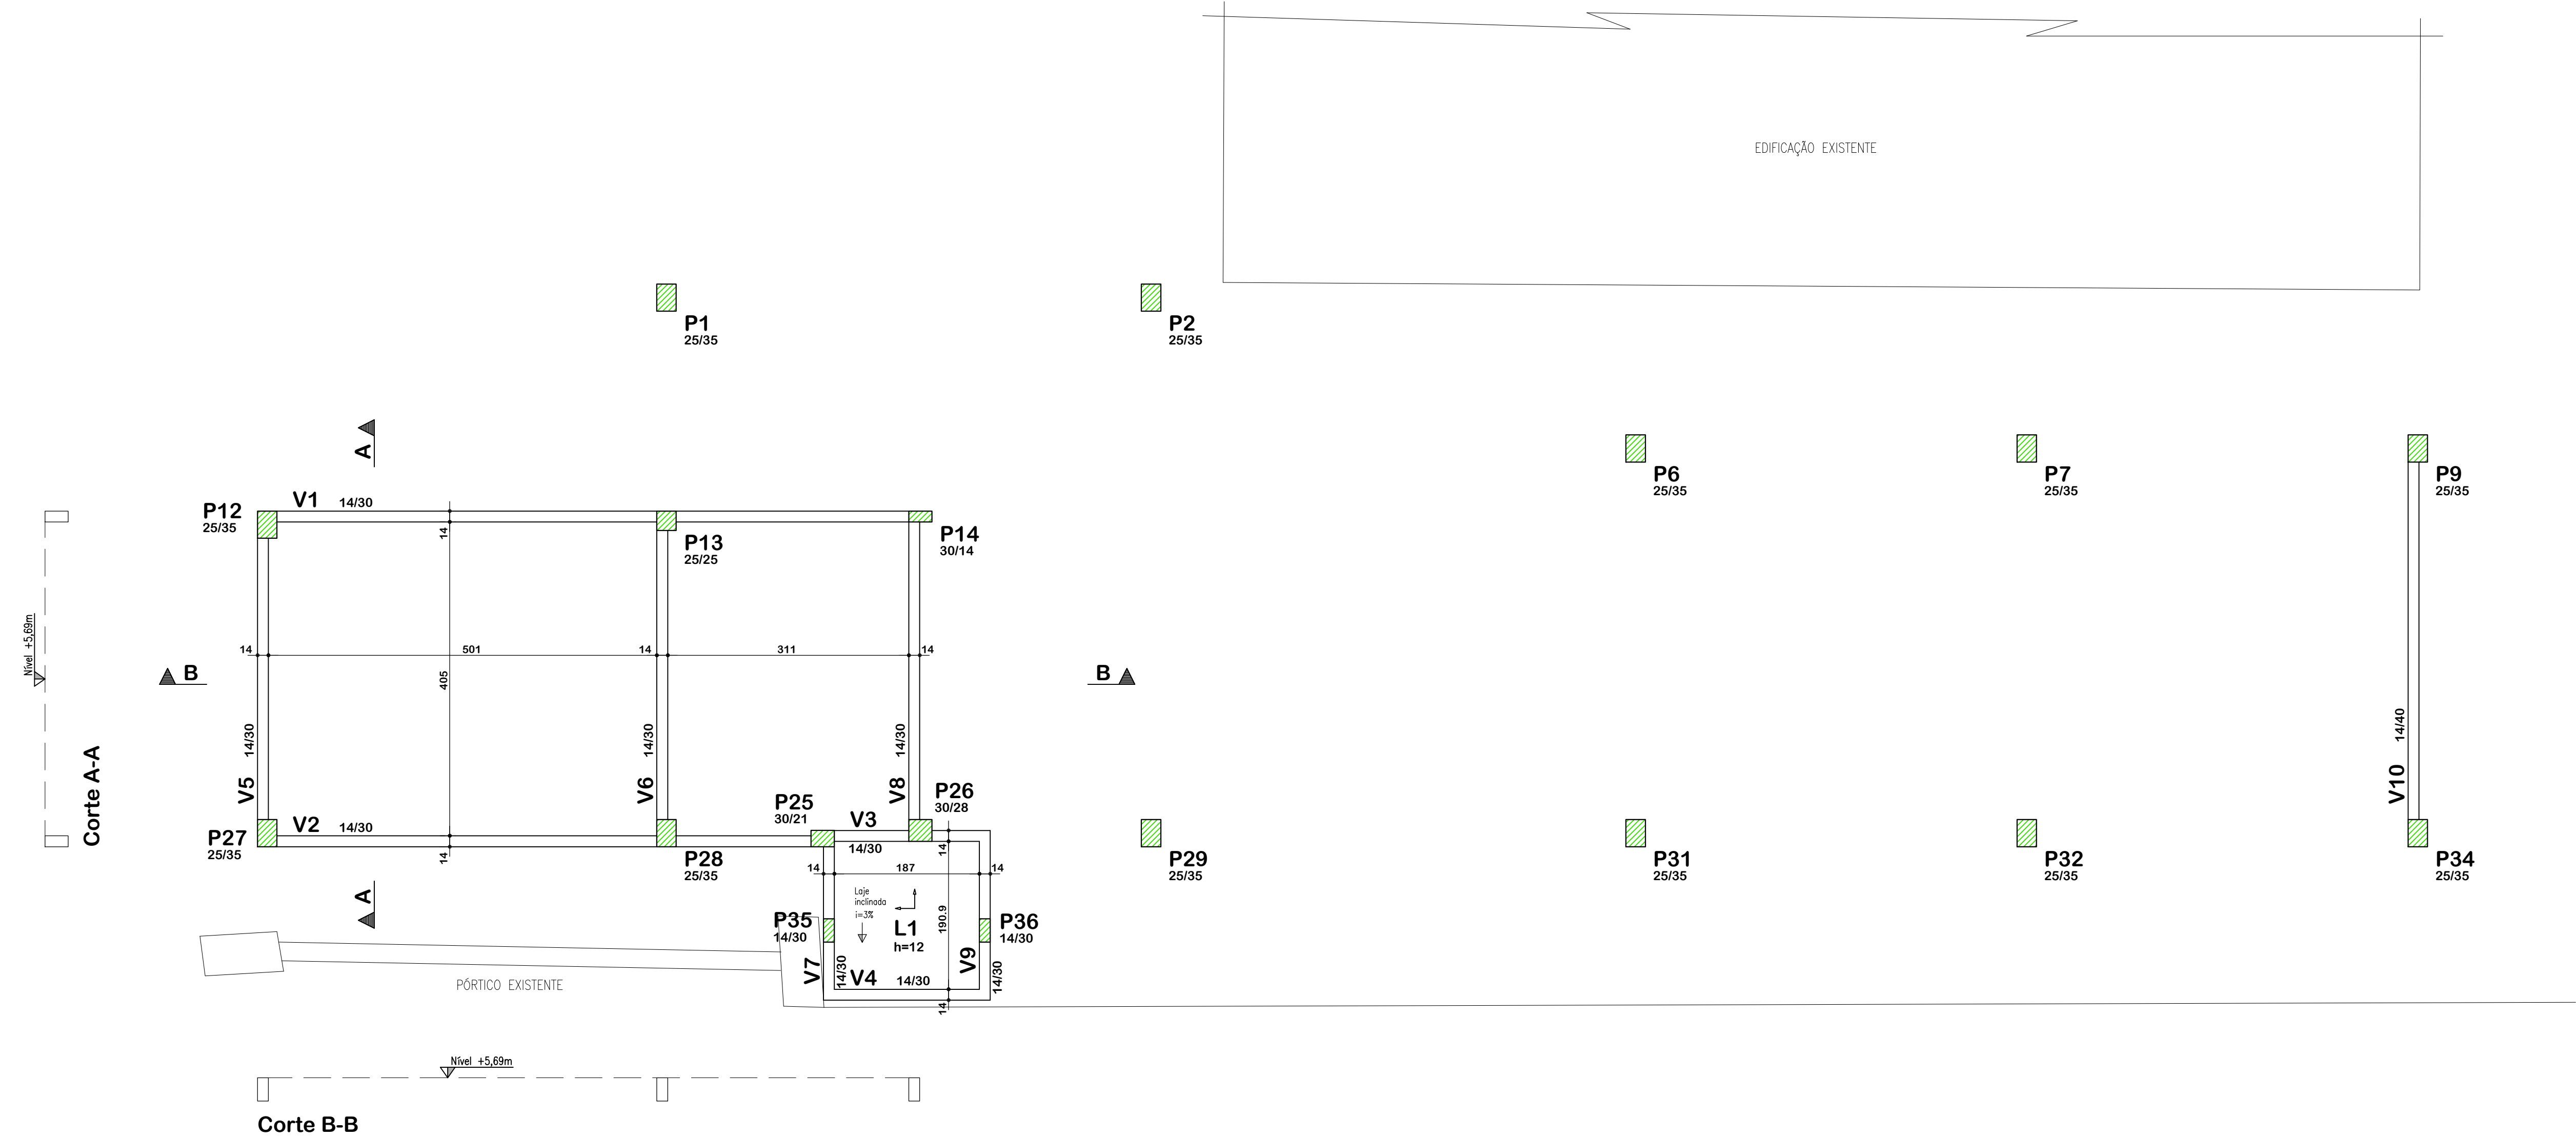 EDIFICAÇÃO EXISTENTE
P1
25/35
P2
25/35
A
P6
25/35
P7
25/35
P9
25/35
P12
25/35
V1
14/30
14
P13
25/25
P14
30/14
Nível +5,69m
Corte A-A
B
14
501
14
311
14
405
B
14/30
V5
14/30
V6
14/30
V8
14/40
V10
P27
25/35
V2
14/30
14
P28
25/35
P25
30/21
V3
14/30
P26
30/28
14
P29
25/35
P31
25/35
P32
25/35
P34
25/35
14
187
14
A
Laje
inclinada
i=3%
190.9
L1
h=12
P35
14/30
P36
14/30
V7
14/30
V4
14/30
V9
14/30
14
PÓRTICO EXISTENTE
Nível +5,69m
Corte B-B